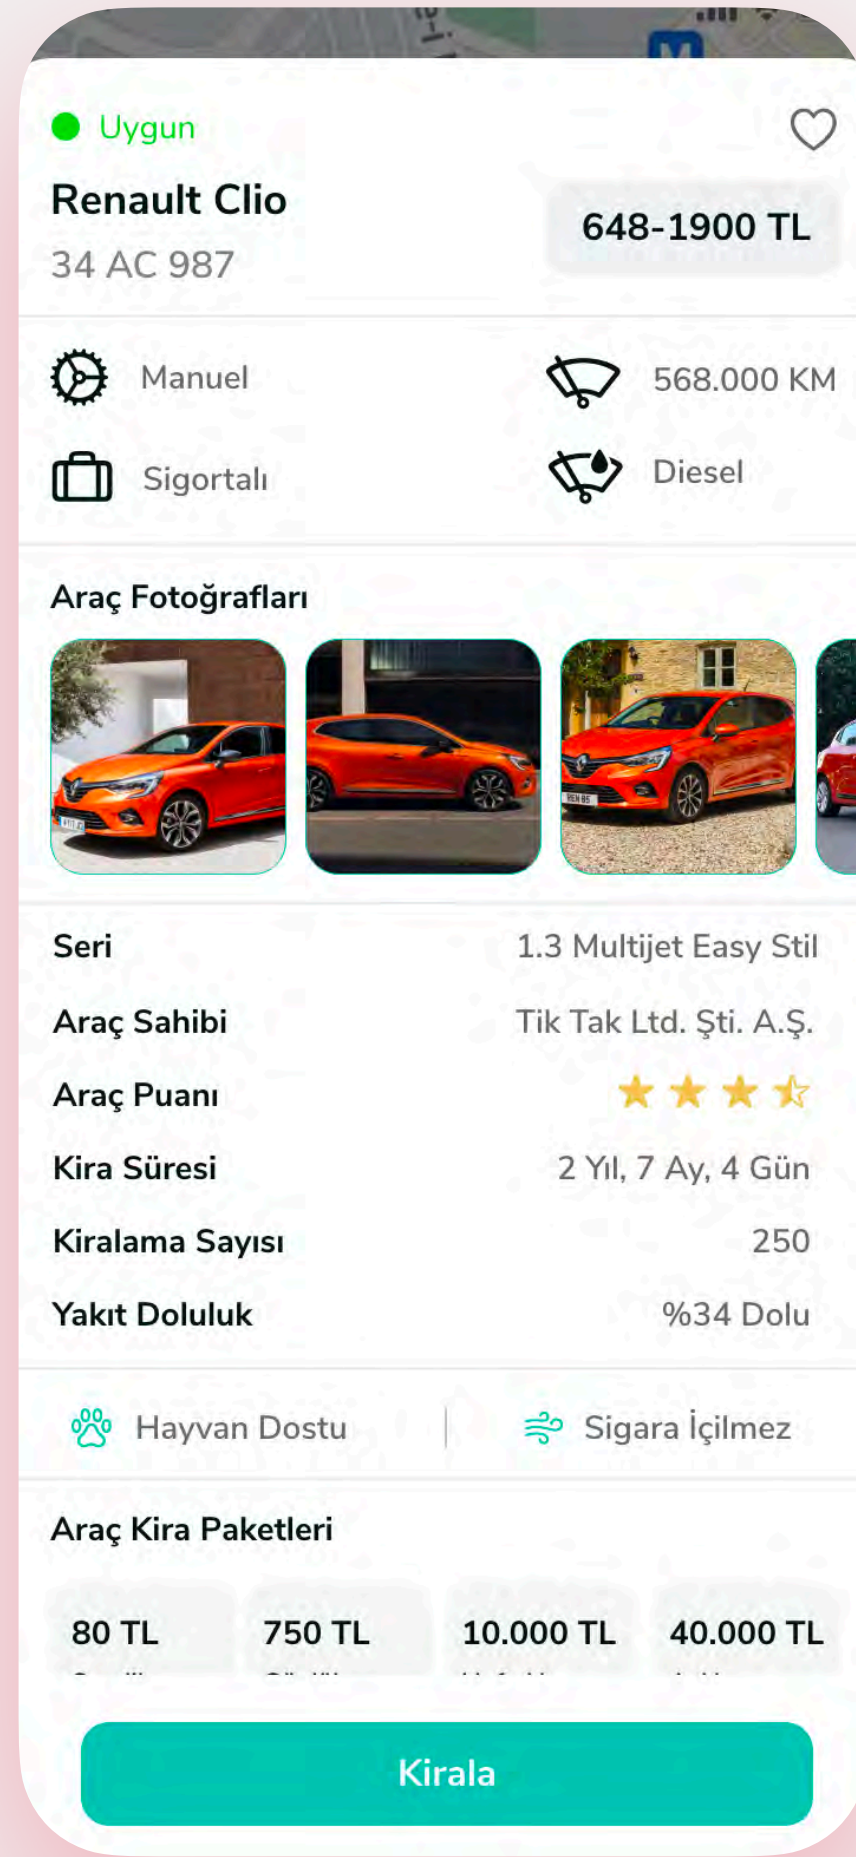 M
Uygun
Renault Clio
648-1900 TL
34 AC 987
Manuel
568.000 KM
Sigortalı
Diesel
Araç Fotoğrafları
REN 85
Seri
1.3 Multijet Easy Stil
Araç Sahibi
Tik Tak Ltd. Şti. A.Ş.
Araç Puanı
Kira Süresi
2 Yıl, 7 Ay, 4 Gün
Kiralama Sayısı
250
Yakıt Doluluk
%34 Dolu
Hayvan Dostu
Sigara İçilmez
Araç Kira Paketleri
80 TL
750 TL
10.000 TL
40.000 TL
Kirala